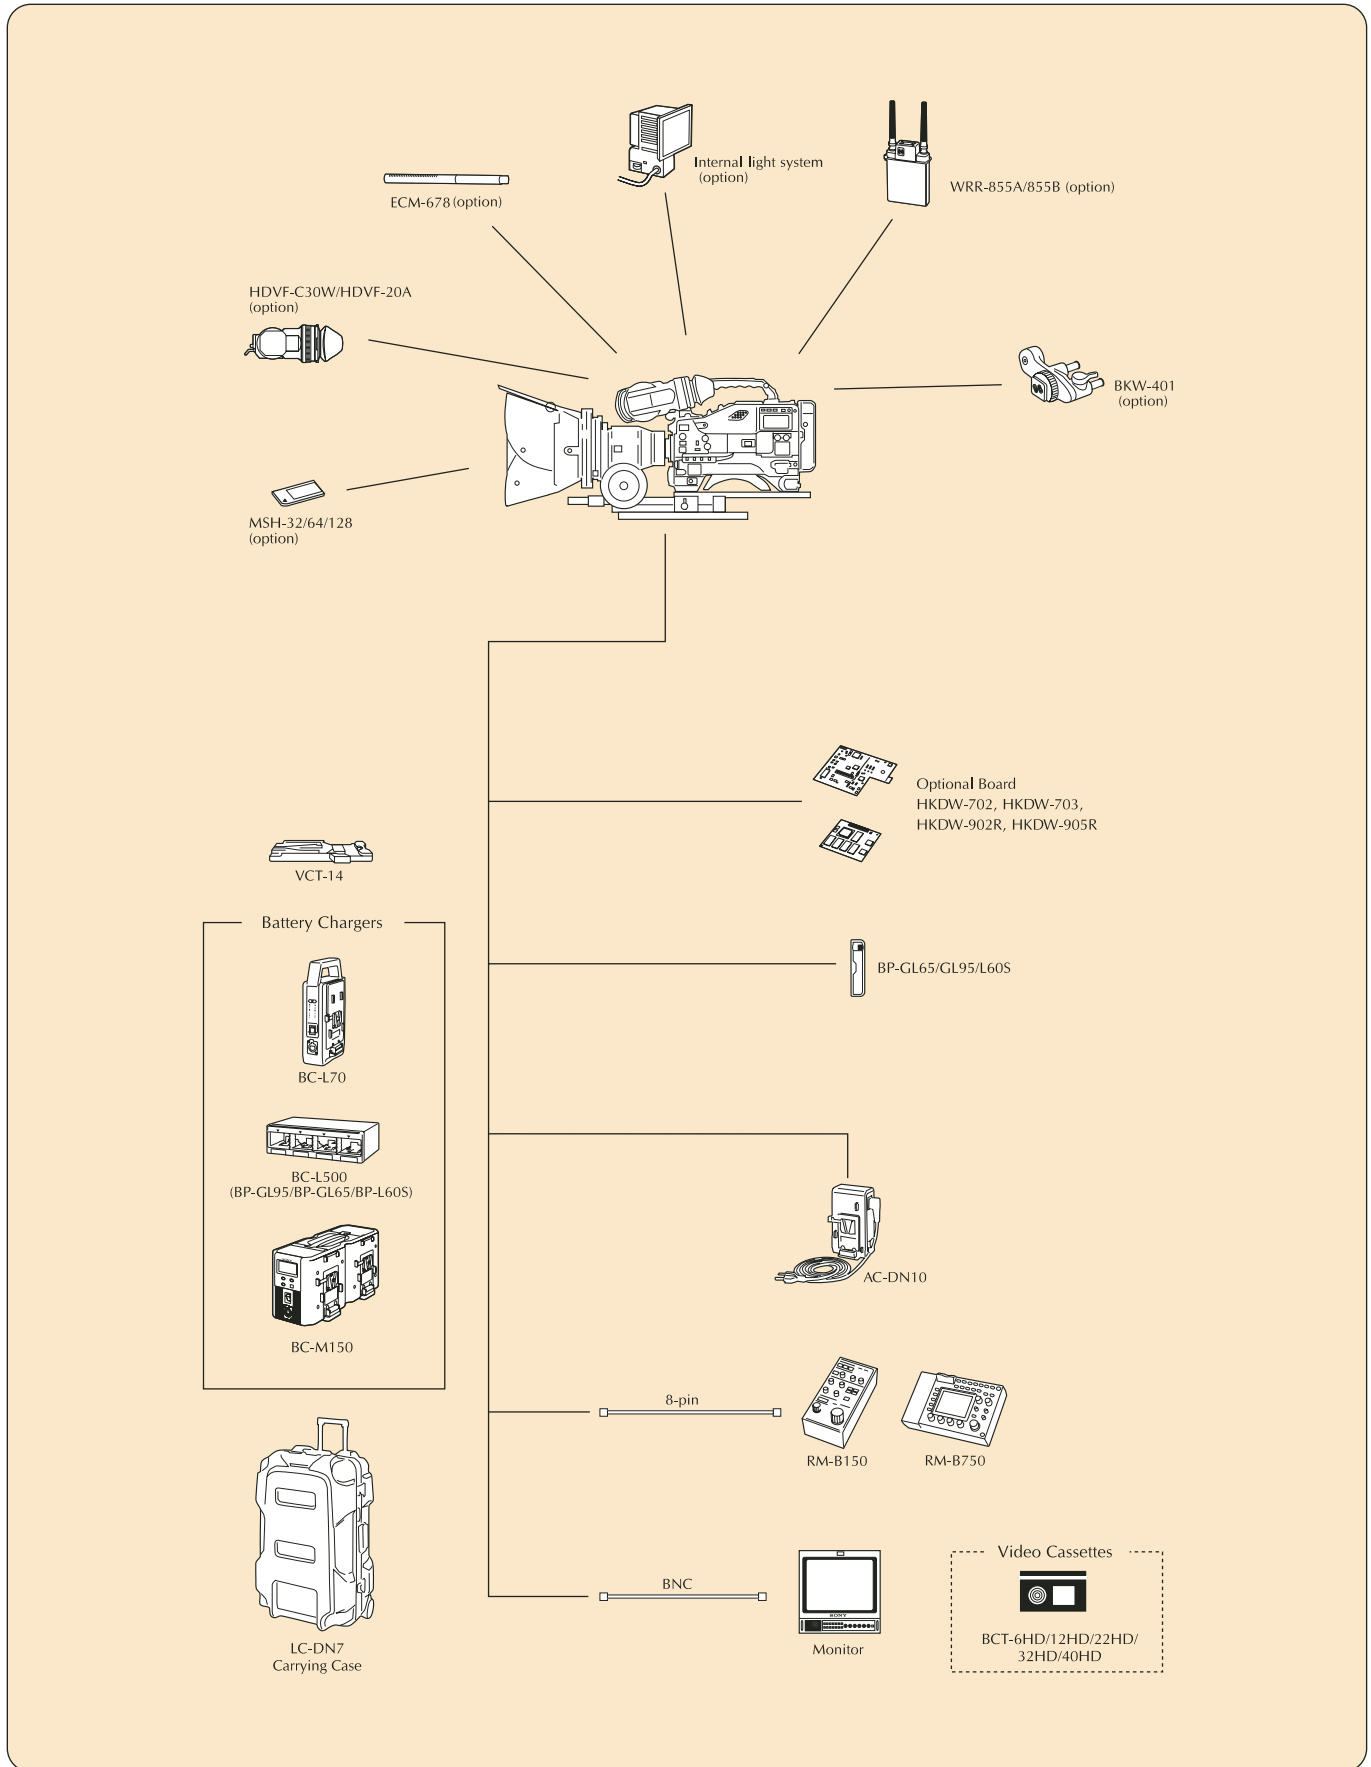 Internal light system
(option)
WRR-855A/855B (option)
ECM-678 (option)
HDVF-C30W/HDVF-20A
(option)
BKW-401
(option)
MSH-32/64/128
(option)
Optional Board
HKDW-702, HKDW-703,
HKDW-902R, HKDW-905R
VCT-14
Battery Chargers
BP-GL65/GL95/L60S
BC-L70
BC-L500
(BP-GL95/BP-GL65/BP-L60S)
AC-DN10
BC-M150
8-pin
RM-B150
RM-B750
Video Cassettes
BNC
SONY
BCT-6HD/12HD/22HD/
32HD/40HD
Monitor
LC-DN7
Carrying Case